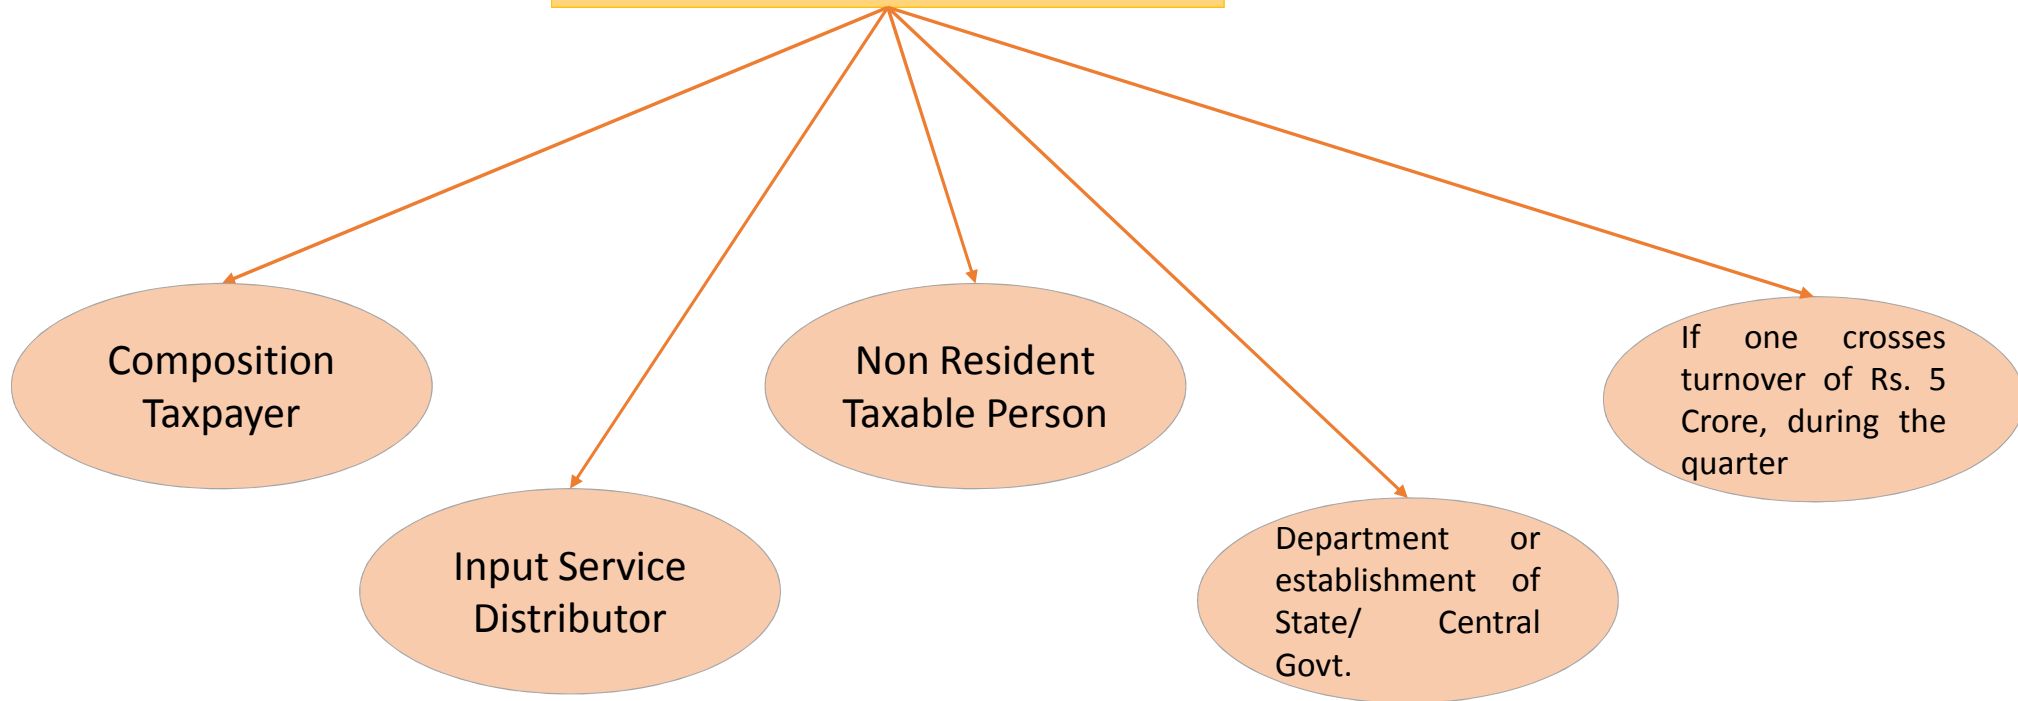 Composition
Taxpayer
Input Service
Distributor
Non Resident
Taxable Person
Department or
establishment of
State/ Central
Govt.
If one crosses
turnover of Rs. 5
Crore, during the
quarter